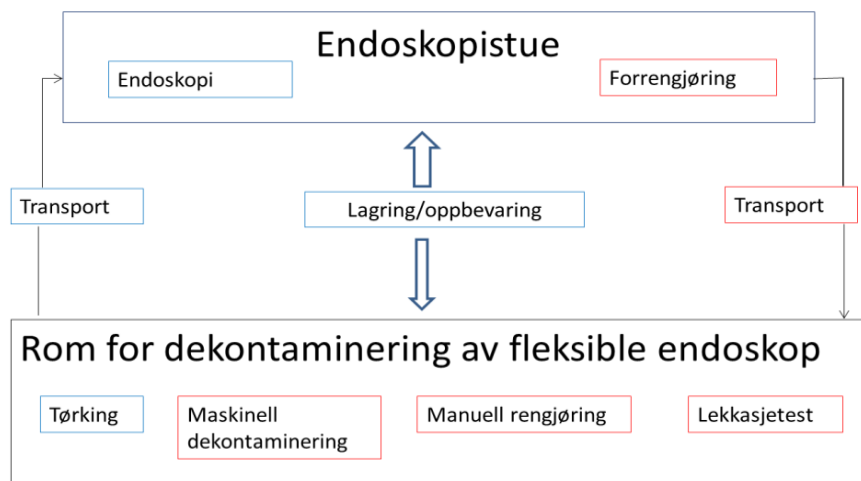 Endoskopistue
Endoskopi
Forrengjøring
Transport
Lagring/oppbevaring
Transport
Rom for dekontaminering av fleksible endoskop
Tørking
Maskinell
dekontaminering
Manuell rengjøring
Lekkasjetest